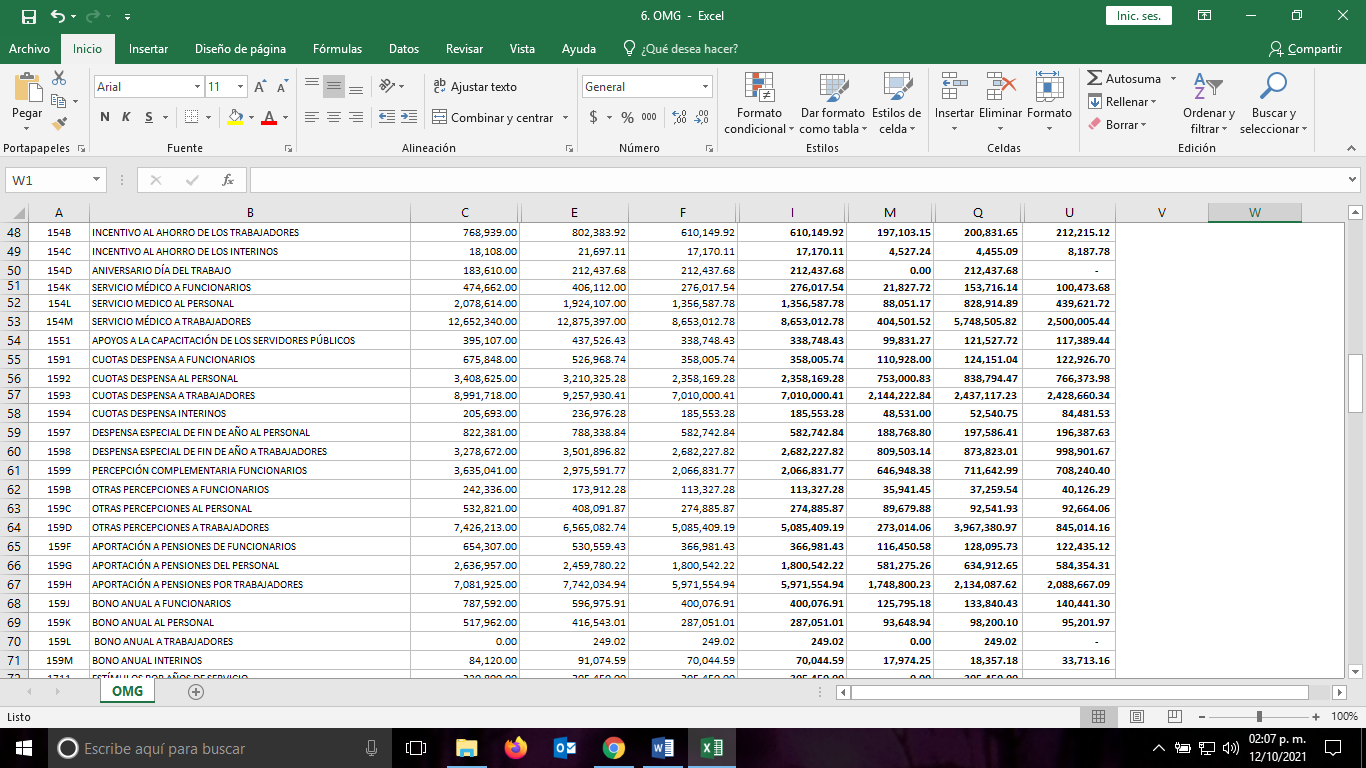 6. OMG - Excel
Inic. ses.
Archivo Inicio Insertar Diseño de página Fórmulas Datos Revisar Vista Ayuda ¿Qué desea hacer? Compartir
Pegar
Arial 11
N K S
Ajustar texto
Combinar y centrar
General
$ % 000
Formato condicional
Dar formato como tabla
Estilos de celda
Insertar Eliminar Formato
Autosuma
Rellenar
Borrar
Ordenar y filtrar
Buscar y seleccionar
Portapapeles Fuente Alineación Número Estilos Celdas Edición
W1 fx
A B C E F I M Q U V W
48 154B INCENTIVO AL AHORRO DE LOS TRABAJADORES 768,939.00 802,383.92 610,149.92 610,149.92 197,103.15 200,831.65 212,215.12
49 154C INCENTIVO AL AHORRO DE LOS INTERINOS 18,108.00 21,697.11 17,170.11 17,170.11 4,527.24 4,455.09 8,187.78
50 154D ANIVERSARIO DÍA DEL TRABAJO 183,610.00 212,437.68 212,437.68 212,437.68 0.00 212,437.68 -
51 154K SERVICIO MÉDICO A FUNCIONARIOS 474,662.00 406,112.00 276,017.54 276,017.54 21,827.72 153,716.14 100,473.68
52 154L SERVICIO MEDICO AL PERSONAL 2,078,614.00 1,924,107.00 1,356,587.78 1,356,587.78 88,051.17 828,914.89 439,621.72
53 154M SERVICIO MÉDICO A TRABAJADORES 12,652,340.00 12,875,397.00 8,653,012.78 8,653,012.78 404,501.52 5,748,505.82 2,500,005.44
54 1551 APOYOS A LA CAPACITACIÓN DE LOS SERVIDORES PÚBLICOS 395,107.00 437,526.43 338,748.43 338,748.43 99,831.27 121,527.72 117,389.44
55 1591 CUOTAS DESPENSA A FUNCIONARIOS 675,848.00 526,968.74 358,005.74 358,005.74 110,928.00 124,151.04 122,926.70
56 1592 CUOTAS DESPENSA AL PERSONAL 3,408,625.00 3,210,325.28 2,358,169.28 2,358,169.28 753,000.83 838,794.47 766,373.98
57 1593 CUOTAS DESPENSA A TRABAJADORES 8,991,718.00 9,257,930.41 7,010,000.41 7,010,000.41 2,144,222.84 2,437,117.23 2,428,660.34
58 1594 CUOTAS DESPENSA INTERINOS 205,693.00 236,976.28 185,553.28 185,553.28 48,531.00 52,540.75 84,481.53
59 1597 DESPENSA ESPECIAL DE FIN DE AÑO AL PERSONAL 822,381.00 788,338.84 582,742.84 582,742.84 188,768.80 197,586.41 196,387.63
60 1598 DESPENSA ESPECIAL DE FIN DE AÑO A TRABAJADORES 3,278,672.00 3,501,896.82 2,682,227.82 2,682,227.82 809,503.14 873,823.01 998,901.67
61 1599 PERCEPCIÓN COMPLEMENTARIA FUNCIONARIOS 3,635,041.00 2,975,591.77 2,066,831.77 2,066,831.77 646,948.38 711,642.99 708,240.40
62 159B OTRAS PERCEPCIONES A FUNCIONARIOS 242,336.00 173,912.28 113,327.28 113,327.28 35,941.45 37,259.54 40,126.29
63 159C OTRAS PERCEPCIONES AL PERSONAL 532,821.00 408,091.87 274,885.87 274,885.87 89,679.88 92,541.93 92,664.06
64 159D OTRAS PERCEPCIONES A TRABAJADORES 7,426,213.00 6,565,082.74 5,085,409.19 5,085,409.19 273,014.06 3,967,380.97 845,014.16
65 159F APORTACIÓN A PENSIONES DE FUNCIONARIOS 654,307.00 530,559.43 366,981.43 366,981.43 116,450.58 128,095.73 122,435.12
66 159G APORTACIÓN A PENSIONES DEL PERSONAL 2,636,957.00 2,459,780.22 1,800,542.22 1,800,542.22 581,275.26 634,912.65 584,354.31
67 159H APORTACIÓN A PENSIONES POR TRABAJADORES 7,081,925.00 7,742,034.94 5,971,554.94 5,971,554.94 1,748,800.23 2,134,087.62 2,088,667.09
68 159J BONO ANUAL A FUNCIONARIOS 787,592.00 596,975.91 400,076.91 400,076.91 125,795.18 133,840.43 140,441.30
69 159K BONO ANUAL AL PERSONAL 517,962.00 416,543.01 287,051.01 287,051.01 93,648.94 98,200.10 95,201.97
70 159L BONO ANUAL A TRABAJADORES 0.00 249.02 249.02 249.02 0.00 249.02 -
71 159M BONO ANUAL INTERINOS 84,120.00 91,074.59 70,044.59 70,044.59 17,974.25 18,357.18 33,713.16
72 1711 ESTÍMULOS POR AÑOS DE SERVICIO
OMG
Listo 100%
Escribe aquí para buscar
02:07 p. m.
12/10/2021